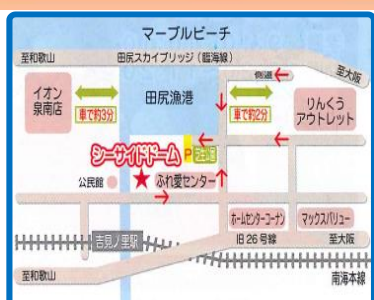 マーブルビーチ
田尻スカイブリッジ(臨海線)
至和歌山
至大阪
側道
イオン
泉南店
車で約3分
田尻漁港
車で約2分
りんくう
アウトレット
シーサイドドーム
P
公民館
ふれ愛センター
ホームセンターコーナン
マックスバリュー
吉見ノ里駅
旧26号線
至大阪
至和歌山
南海本線